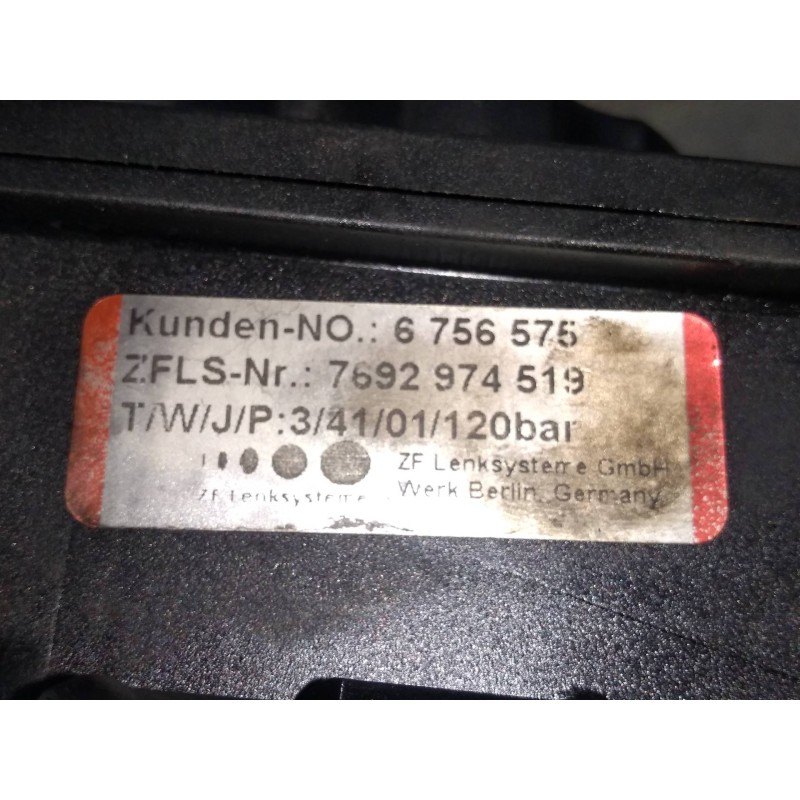 Kunden-NO.: 6 756 575
ZFLS-Nr.: 7692 974 519
T/W/J/P:3/41/01/120bar
ZF Lenksysteme GmbH
ZF Lenksysteme
Werk Berlin, Germany